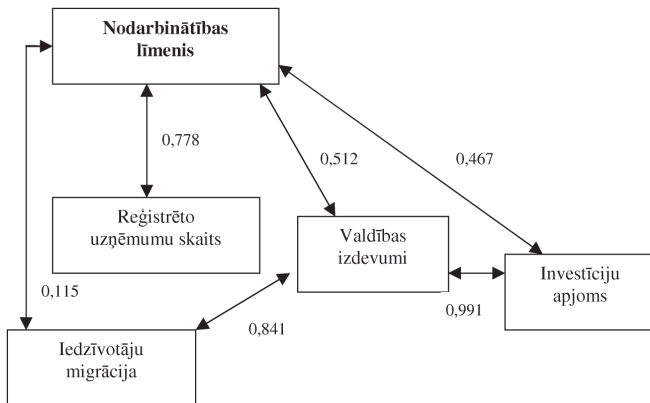 Nodarbinātības
līmenis
0,778
0,512
0,467
Reģistrēto
uzņēmumu skaits
Valdības
izdevumi
Investīciju
apjoms
0,115
0,841
0,991
Iedzīvotāju
migrācija